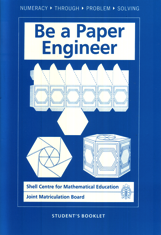 NUMERACY • THROUGH • PROBLEM • SOLVING
Be a Paper
Engineer
Shell Centre for Mathematical Education
Joint Matriculation Board
STUDENT'S BOOKLET